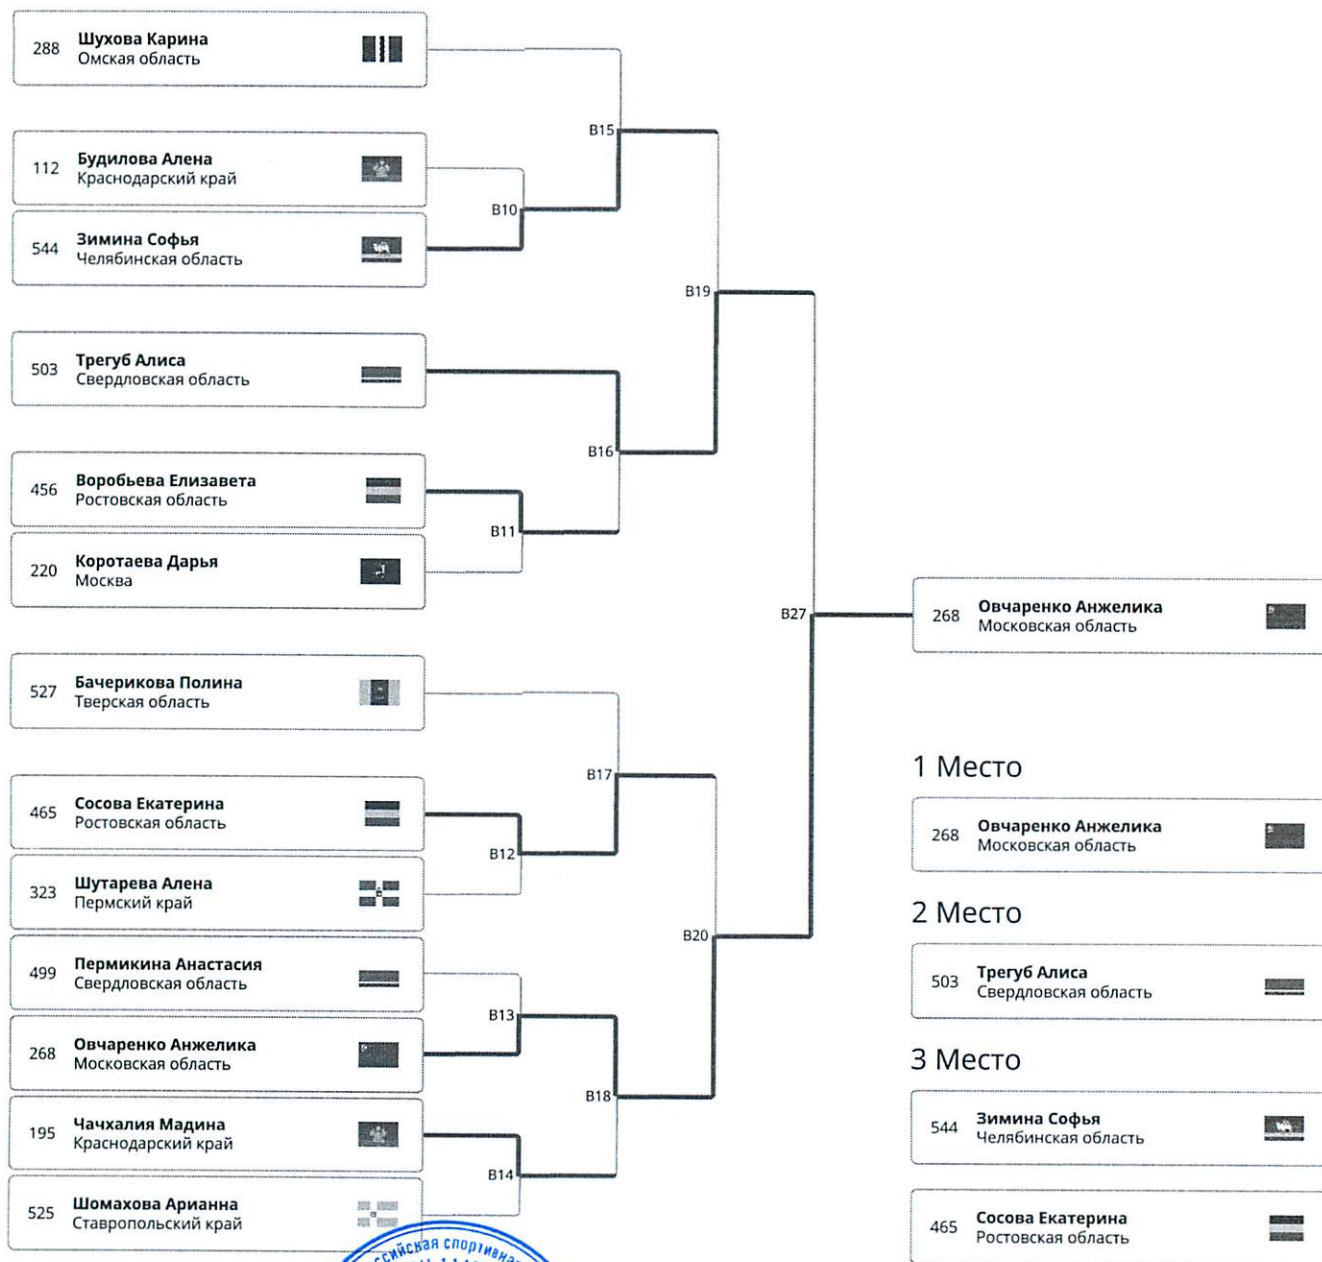 288
Шухова Карина
Омская область
112
Будилова Алена
Краснодарский край
544
Зимина Софья
Челябинская область
503
Трегуб Алиса
Свердловская область
456
Воробьева Елизавета
Ростовская область
220
Коротаева Дарья
Москва
527
Бачерикова Полина
Тверская область
465
Сосова Екатерина
Ростовская область
323
Шутарева Алена
Пермский край
499
Пермикина Анастасия
Свердловская область
268
Овчаренко Анжелика
Московская область
195
Чачхалия Мадина
Краснодарский край
525
Шомахова Арианна
Ставропольский край
B10
B11
B12
B13
B14
B15
B16
B17
B18
B19
B20
B27
268
Овчаренко Анжелика
Московская область
1 Место
268
Овчаренко Анжелика
Московская область
2 Место
503
Трегуб Алиса
Свердловская область
3 Место
544
Зимина Софья
Челябинская область
465
Сосова Екатерина
Ростовская область
спортивная